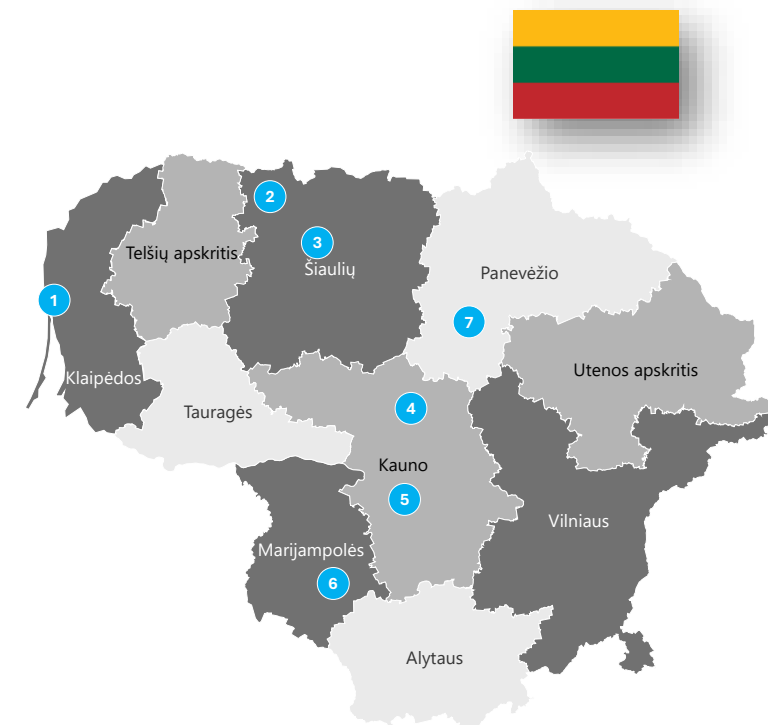 2
3
Telšių apskritis
Šiaulių
Panevėžio
1
7
Klaipėdos
Utenos apskritis
Tauragės
4
Kauno
5
Vilniaus
Marijampolės
6
Alytaus